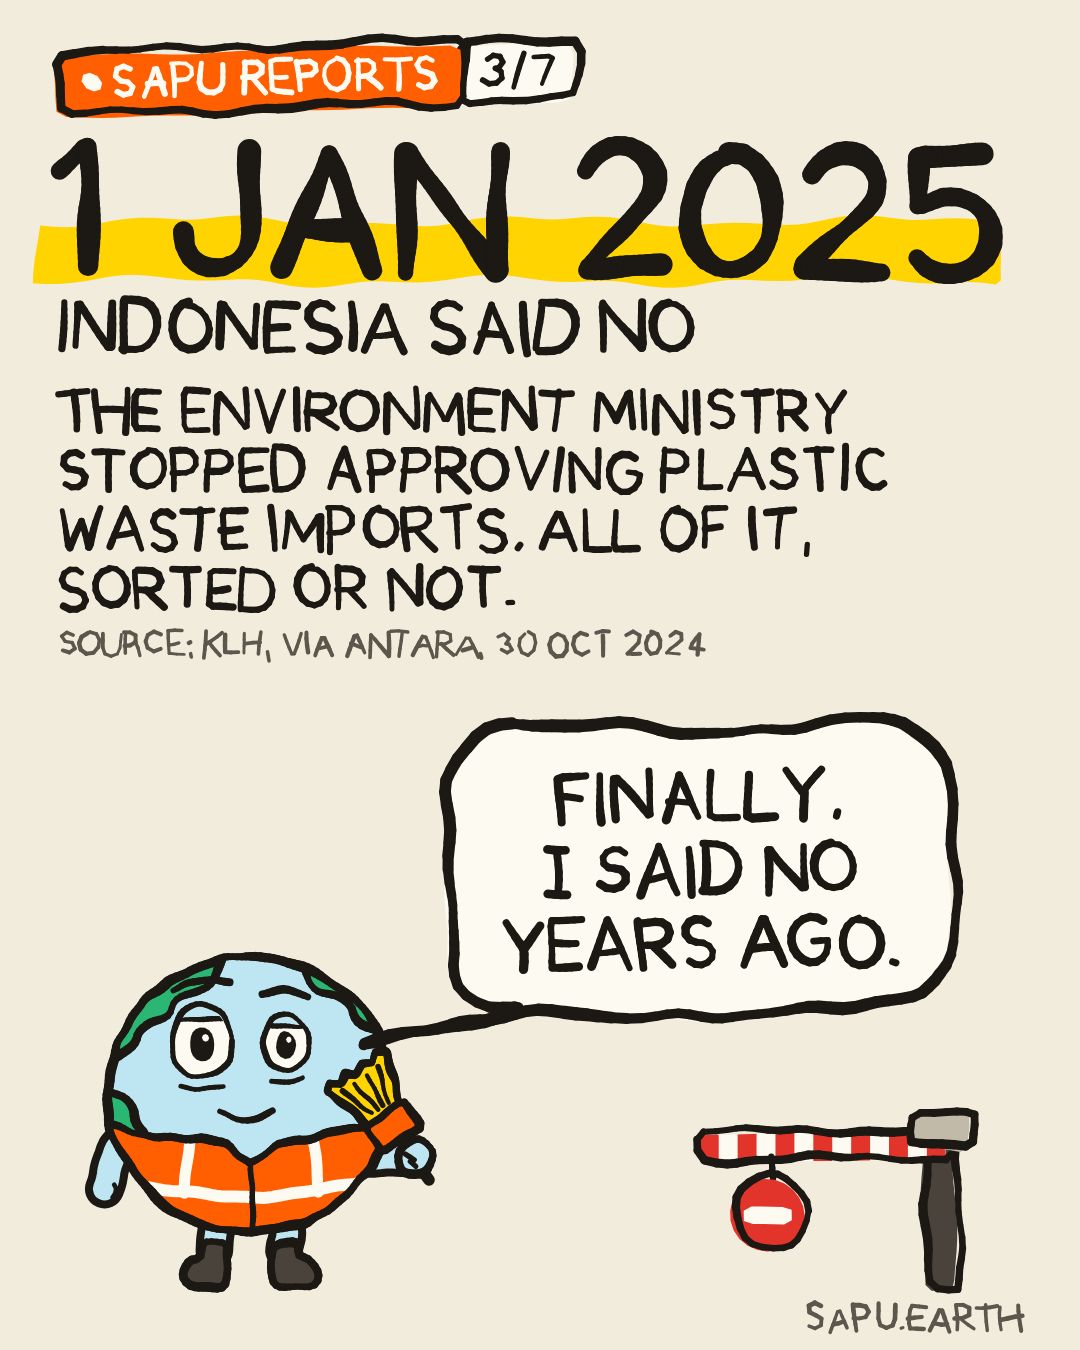 • SAPU REPORTS 3/7
1 JAN 2025
INDONESIA SAID NO
THE ENVIRONMENT MINISTRY
STOPPED APPROVING PLASTIC
WASTE IMPORTS. ALL OF IT,
SORTED OR NOT.
SOURCE: KLH, VIA ANTARA, 30 OCT 2024
FINALLY.
I SAID NO
YEARS AGO.
SAPU.EARTH